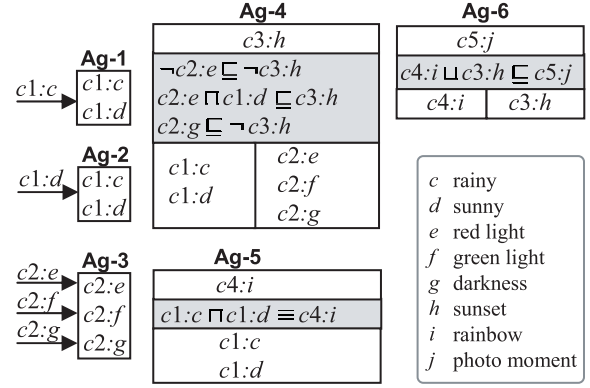 Ag-4
c3:h
¬c2:e ⊑ ¬c3:h
c2:e ⊓ c1:d ⊑ c3:h
c2:g ⊑ ¬c3:h
c1:c
c1:d
c2:e
c2:f
c2:g
Ag-6
c5:j
c4:i ⊔ c3:h ⊑ c5:j
c4:i
c3:h
Ag-1
c1:c
c1:c
c1:d
Ag-2
c1:d
c1:c
c1:d
Ag-3
c2:e
c2:f
c2:g
c2:e
c2:f
c2:g
Ag-5
c4:i
c1:c ⊓ c1:d ≡ c4:i
c1:c
c1:d
c rainy
d sunny
e red light
f green light
g darkness
h sunset
i rainbow
j photo moment